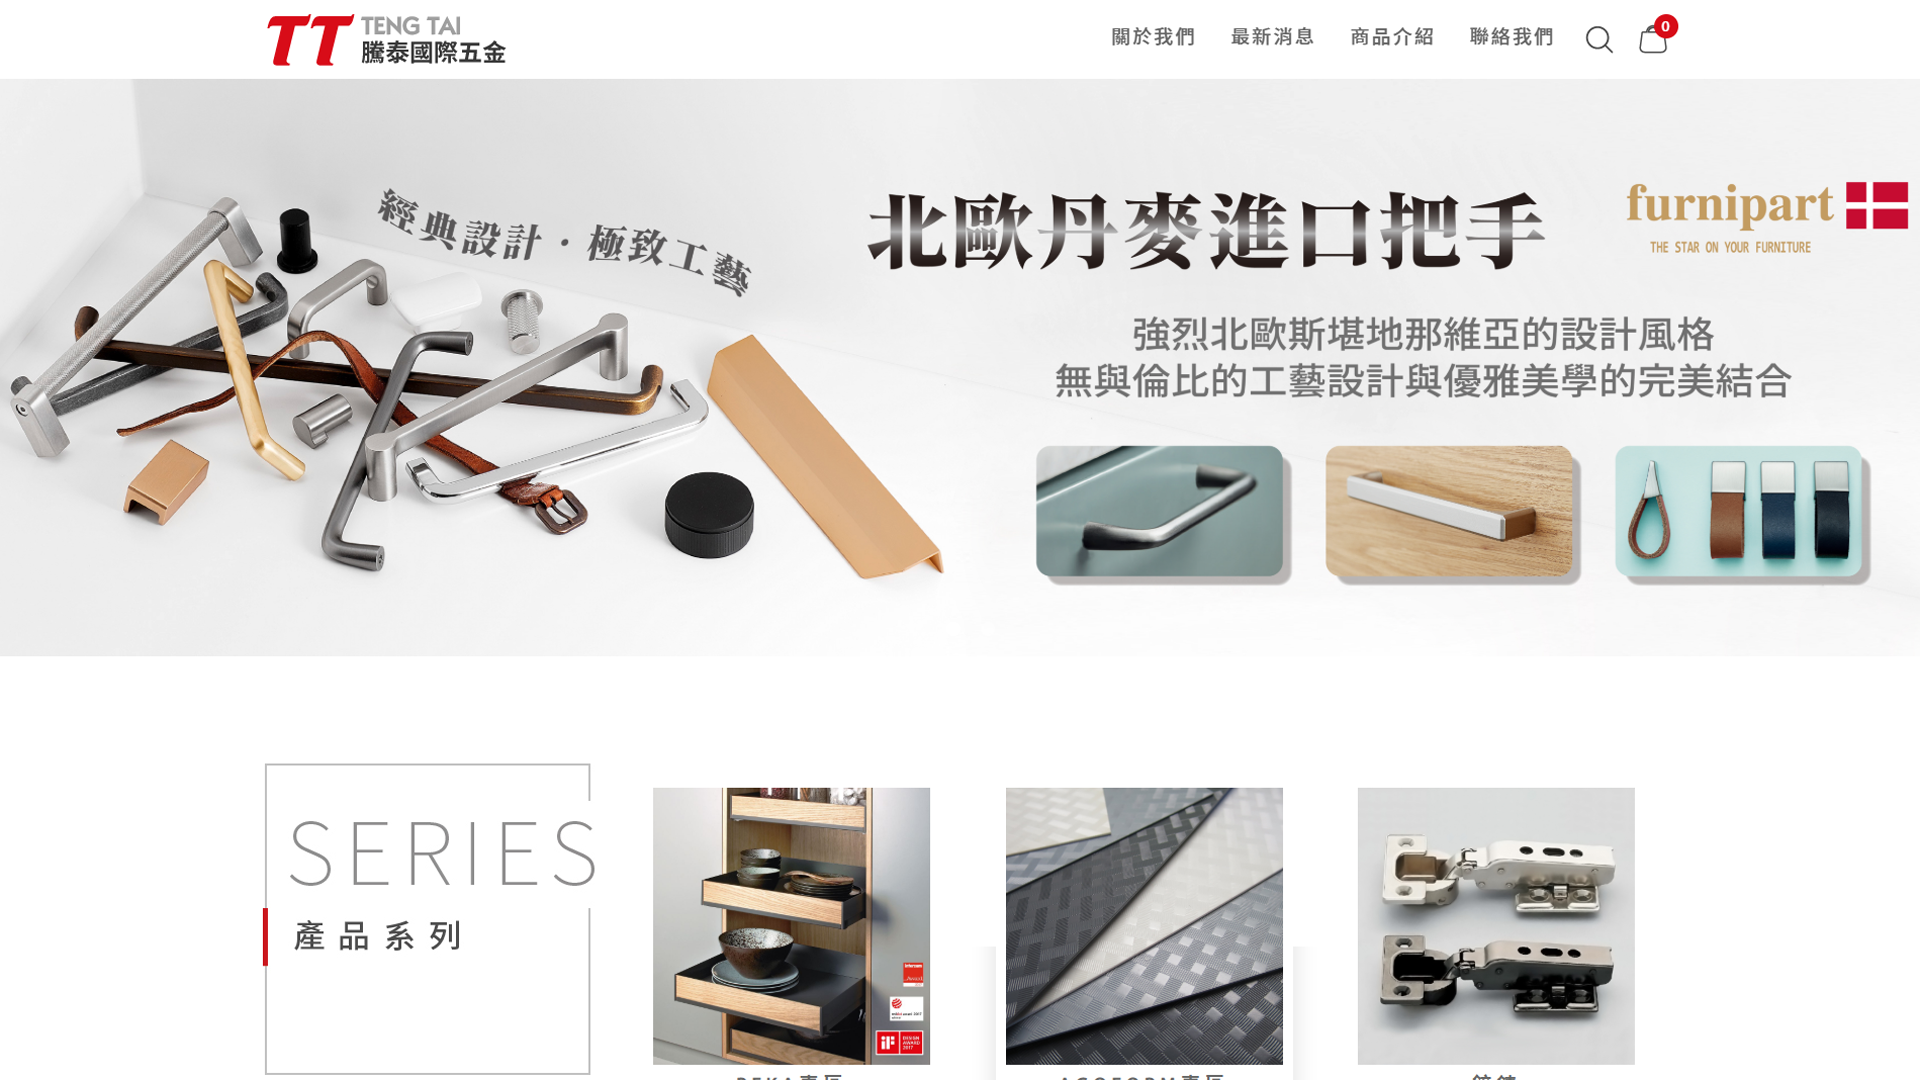 TENG TAI
騰泰國際五金
關於我們
最新消息
商品介紹
聯絡我們
0
經典設計·極致工藝
北歐丹麥進口把手
furnipart
THE STAR ON YOUR FURNITURE
強烈北歐斯堪地那維亞的設計風格
無與倫比的工藝設計與優雅美學的完美結合
SERIES
產品系列
iF DESIGN AWARD 2017